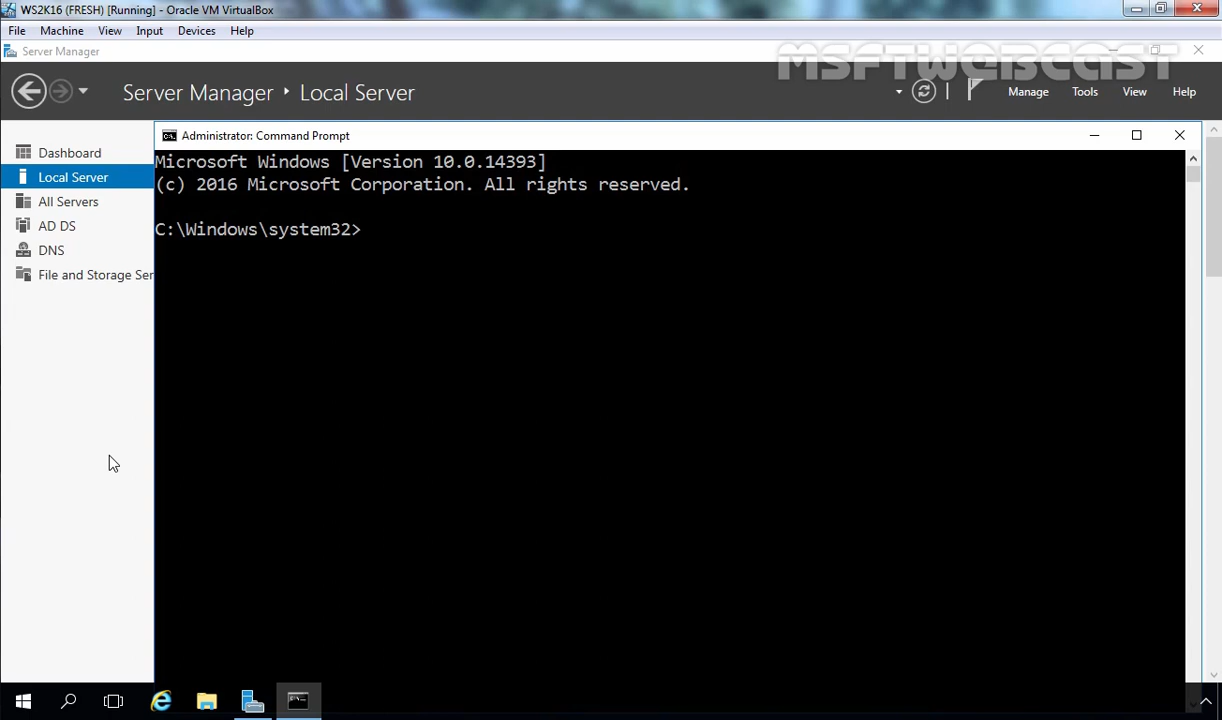 WS2K16 (FRESH) [Running] - Oracle VM VirtualBox
File Machine View Input Devices Help
Server Manager
MSFTWEBCAST
Server Manager ‣ Local Server
Manage Tools View Help
Dashboard
Local Server
All Servers
AD DS
DNS
File and Storage Ser
Administrator: Command Prompt
Microsoft Windows [Version 10.0.14393]
(c) 2016 Microsoft Corporation. All rights reserved.
C:\Windows\system32>